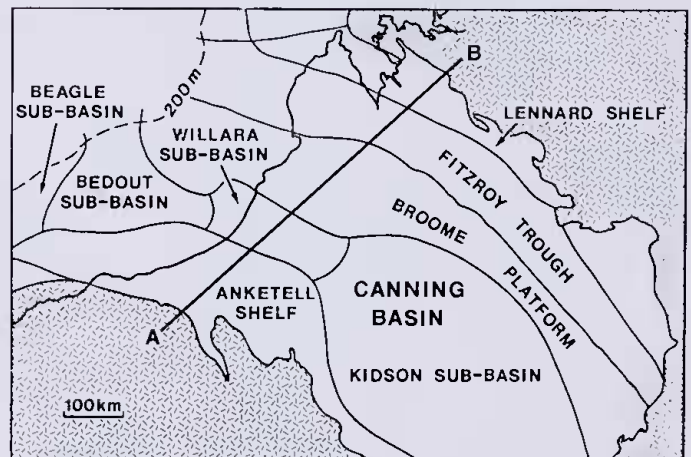 B
BEAGLE
SUB-BASIN
200m
WILLARA
SUB-BASIN
LENNARD SHELF
BEDOUT
SUB-BASIN
FITZROY TROUGH
BROOME PLATFORM
ANKETELL
SHELF
CANNING
BASIN
A
KIDSON SUB-BASIN
100km